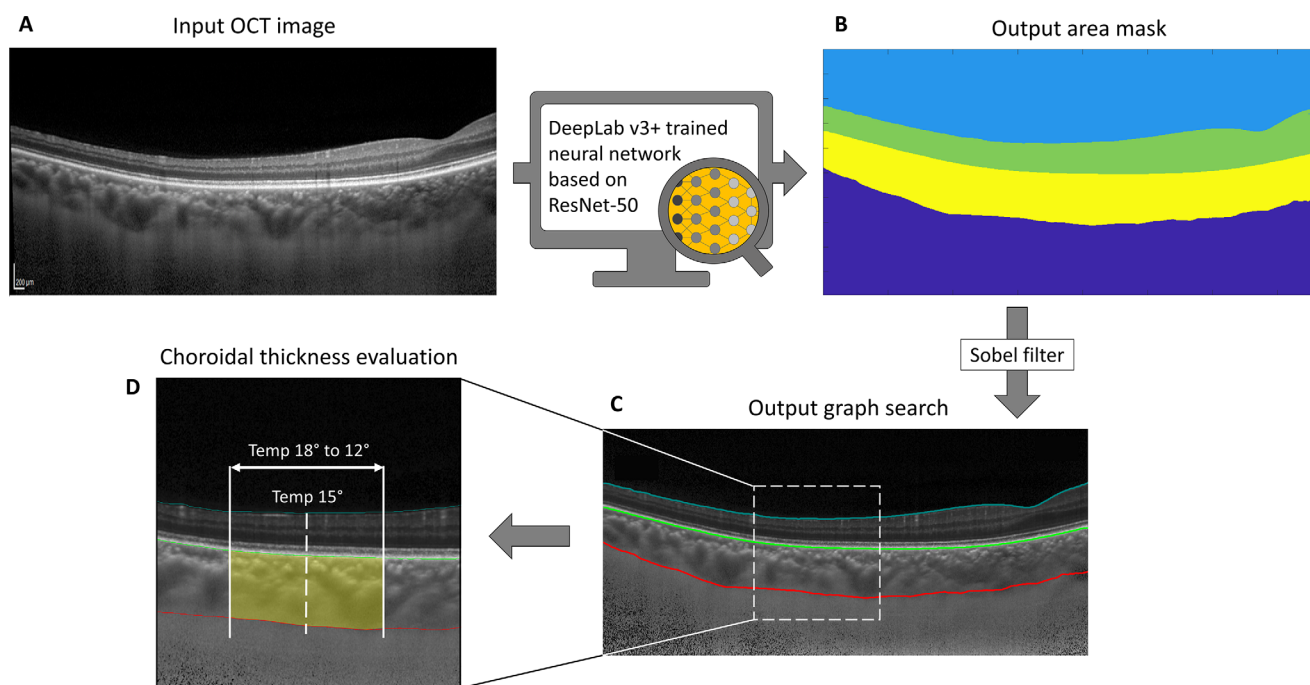 A
Input OCT image
B
Output area mask
DeepLab v3+ trained
neural network
based on
ResNet-50
200 µm
Sobel filter
Choroidal thickness evaluation
D
C
Output graph search
Temp 18° to 12°
Temp 15°